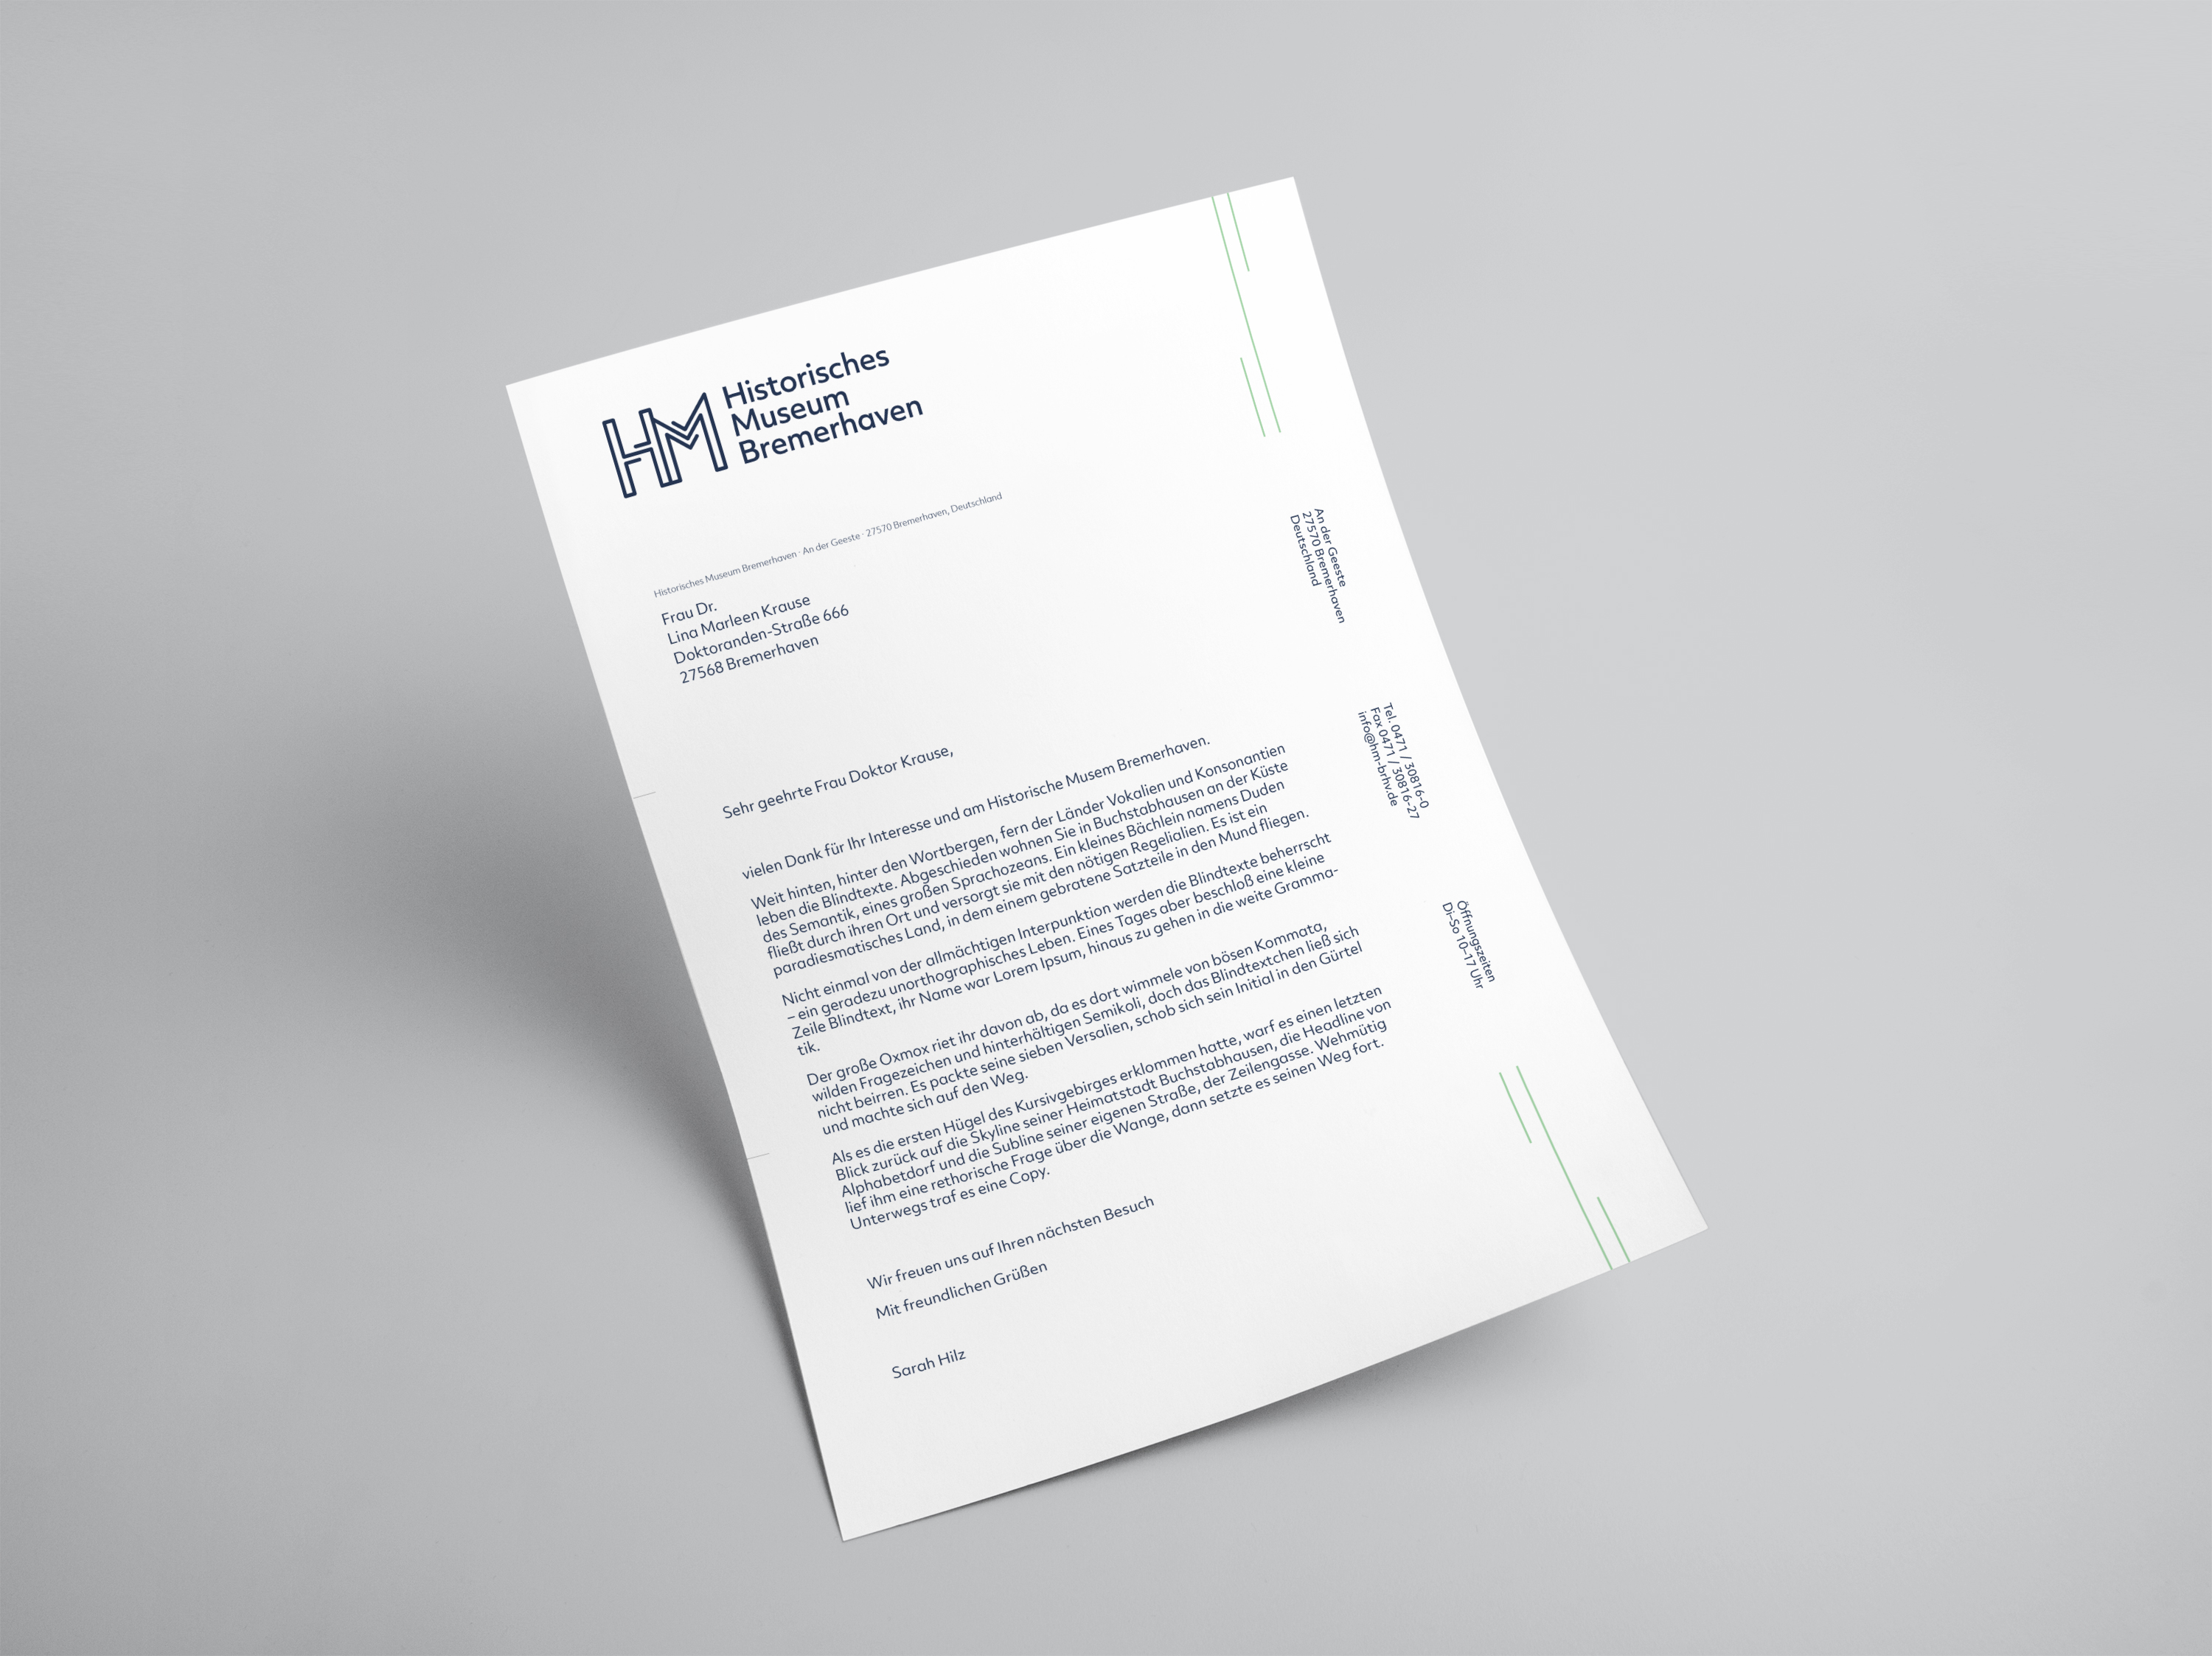 HM
Historisches
Museum
Bremerhaven
Historisches Museum Bremerhaven · An der Geeste · 27570 Bremerhaven, Deutschland
Frau Dr.
Lina Marleen Krause
Doktoranden-Straße 666
27568 Bremerhaven
Sehr geehrte Frau Doktor Krause,
vielen Dank für Ihr Interesse und am Historische Musem Bremerhaven.
Weit hinten, hinter den Wortbergen, fern der Länder Vokalien und Konsonantien
leben die Blindtexte. Abgeschieden wohnen Sie in Buchstabhausen an der Küste
des Semantik, eines großen Sprachozeans. Ein kleines Bächlein namens Duden
fließt durch ihren Ort und versorgt sie mit den nötigen Regelialien. Es ist ein
paradiesmatisches Land, in dem einem gebratene Satzteile in den Mund fliegen.
Nicht einmal von der allmächtigen Interpunktion werden die Blindtexte beherrscht
– ein geradezu unorthographisches Leben. Eines Tages aber beschloß eine kleine
Zeile Blindtext, ihr Name war Lorem Ipsum, hinaus zu gehen in die weite Gramma-
tik.
Der große Oxmox riet ihr davon ab, da es dort wimmele von bösen Kommata,
wilden Fragezeichen und hinterhältigen Semikoli, doch das Blindtextchen ließ sich
nicht beirren. Es packte seine sieben Versalien, schob sich sein Initial in den Gürtel
und machte sich auf den Weg.
Als es die ersten Hügel des Kursivgebirges erklommen hatte, warf es einen letzten
Blick zurück auf die Skyline seiner Heimatstadt Buchstabhausen, die Headline von
Alphabetdorf und die Subline seiner eigenen Straße, der Zeilengasse. Wehmütig
lief ihm eine rethorische Frage über die Wange, dann setzte es seinen Weg fort.
Unterwegs traf es eine Copy.
Wir freuen uns auf Ihren nächsten Besuch
Mit freundlichen Grüßen
Sarah Hilz
An der Geeste
27570 Bremerhaven
Deutschland
Tel. 0471 / 30816-0
Fax 0471 / 30816-27
info@hm-brhv.de
Öffnungszeiten
Di–So 10–17 Uhr